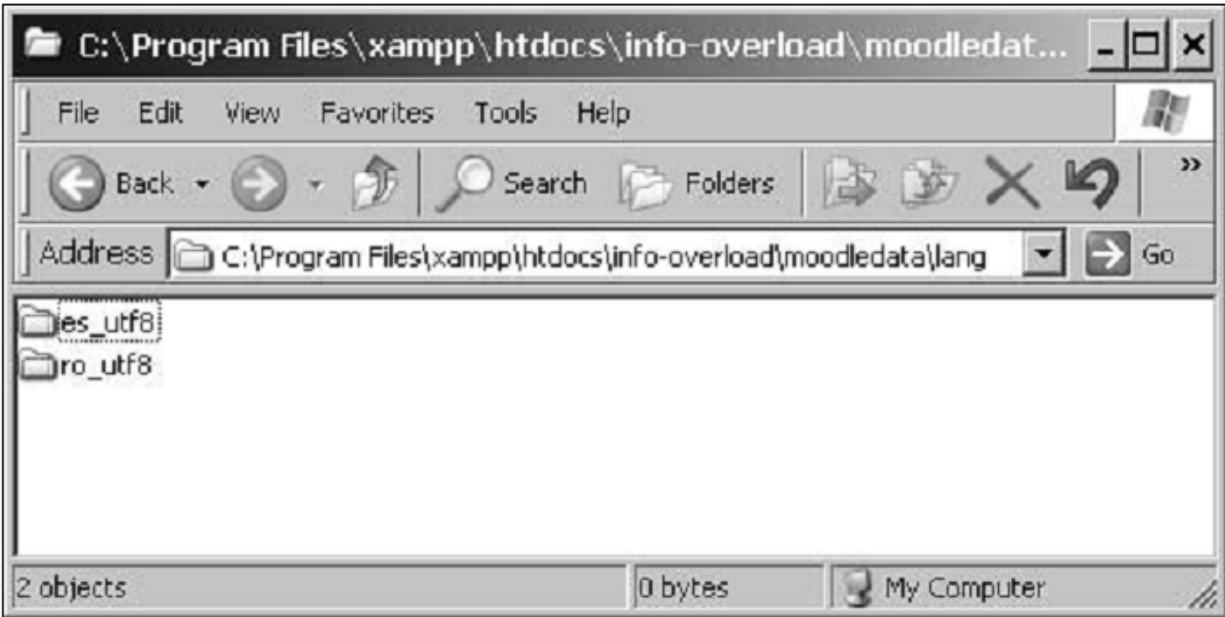 C:\Program Files\xampp\htdocs\info-overload\moodledat...
File Edit View Favorites Tools Help
Back Search Folders »
Address C:\Program Files\xampp\htdocs\info-overload\moodledata\lang Go
es_utf8
ro_utf8
2 objects 0 bytes My Computer